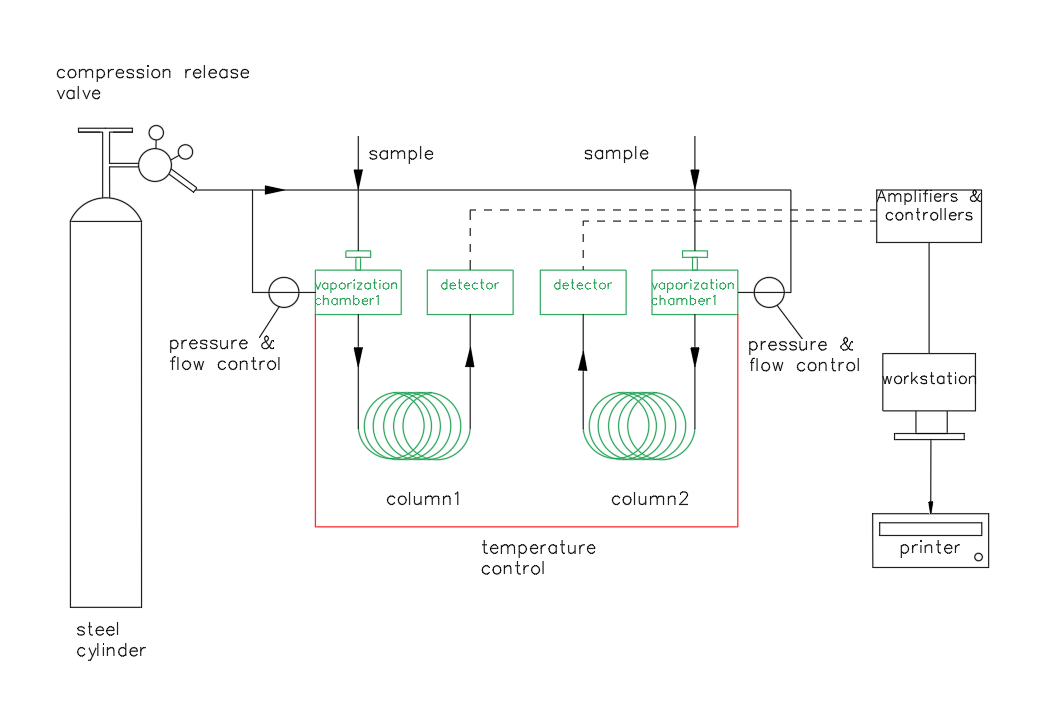 compression release
valve
sample
sample
Amplifiers &
controllers
vaporization
chamber1
detector
detector
vaporization
chamber1
pressure &
flow control
pressure &
flow control
workstation
column1
column2
temperature
control
printer
steel
cylinder